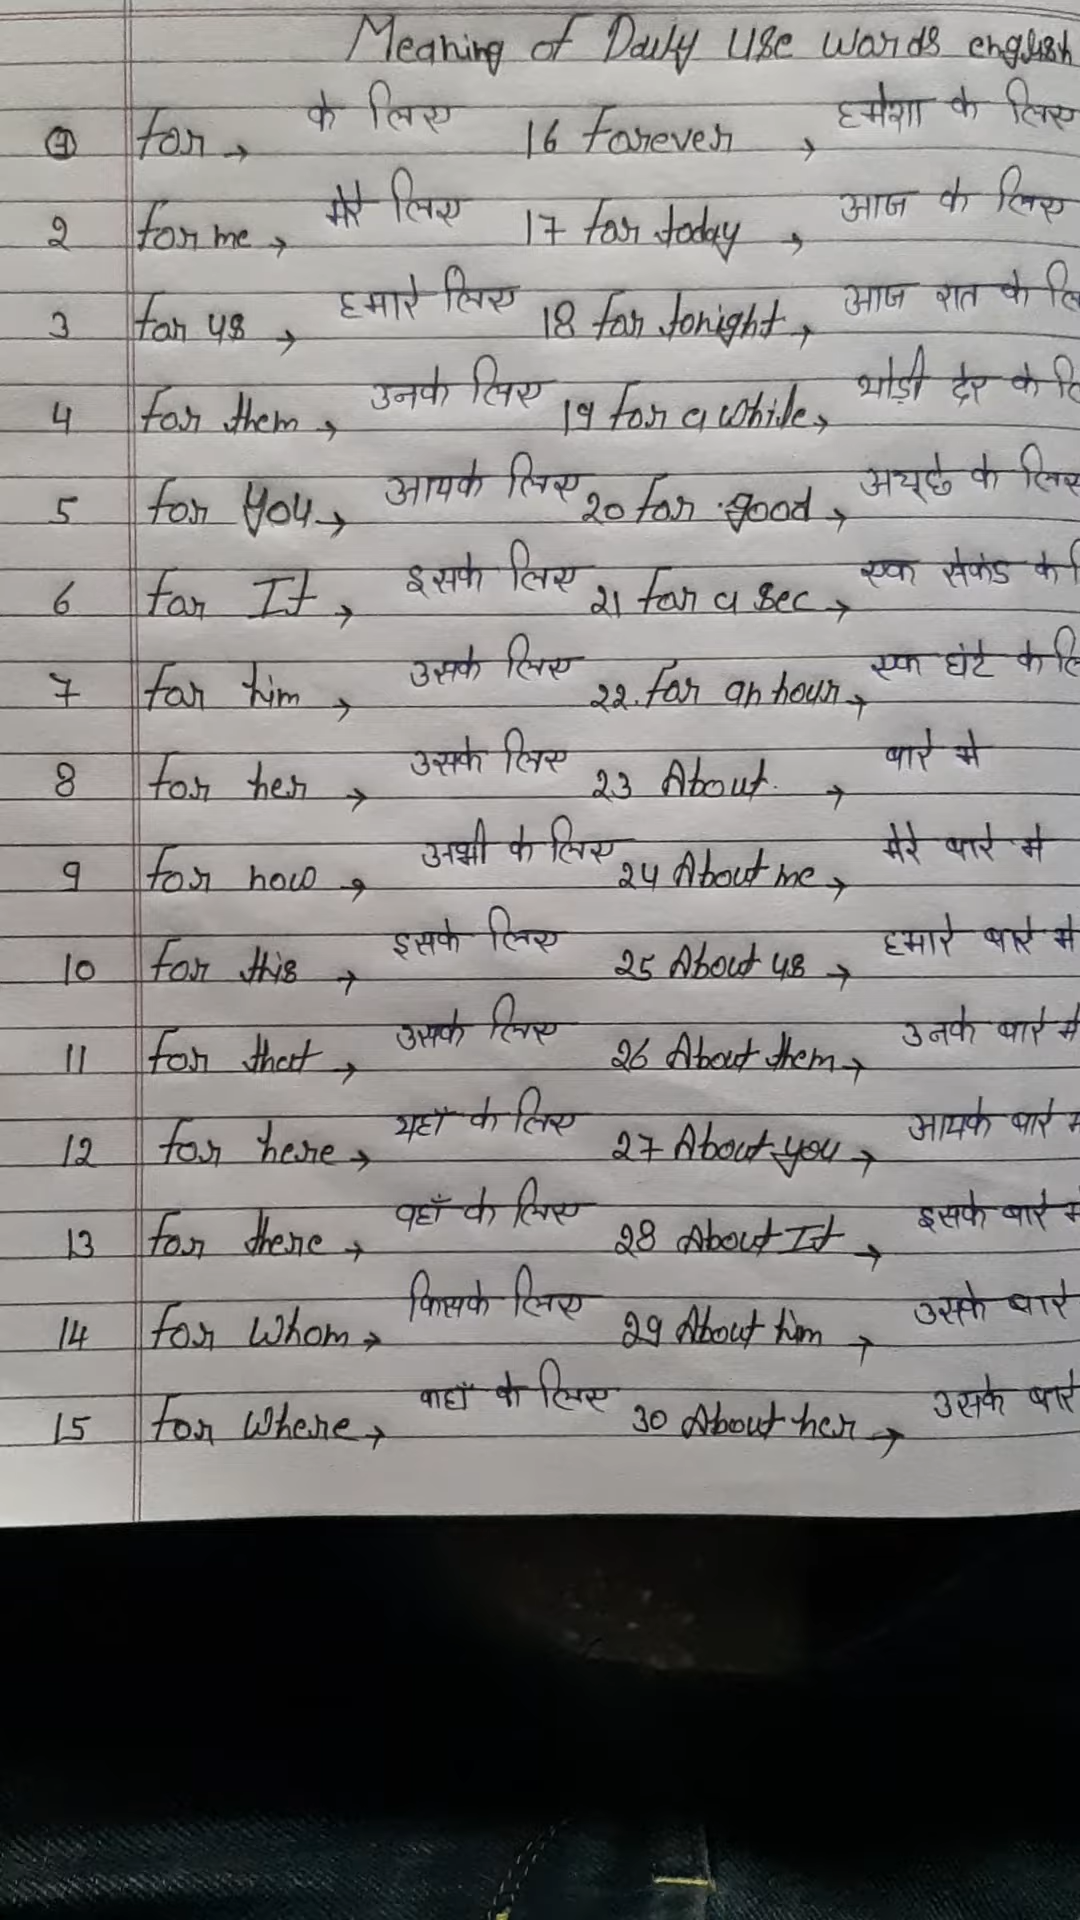 Meaning of Daily Use words english
1 for → के लिए 16 Forever → हमेशा के लिए
2 for me → मेरे लिए 17 for today → आज के लिए
3 for us → हमारे लिए 18 for tonight → आज रात के लि
4 for them → उनके लिए 19 for a while → थोड़ी देर के लि
5 for you → आपके लिए 20 for good → अच्छे के लिए
6 for It → इसके लिए 21 for a sec → एक सेकंड के ि
7 for him → उसके लिए 22. for an hour → एक घंटे के लि
8 for her → उसके लिए 23 About → बारे मे
9 for now → अभी के लिए 24 About me → मेरे बारे मे
10 for this → इसके लिए 25 About us → हमारे बारे मे
11 for that → उसके लिए 26 About them → उनके बारे मे
12 for here → यहाँ के लिए 27 About you → आपके बारे म
13 for there → वहाँ के लिए 28 About It → इसके बारे म
14 for whom → किसके लिए 29 About him → उसके बारे
15 for where → कहाँ के लिए 30 About her → उसके बारे